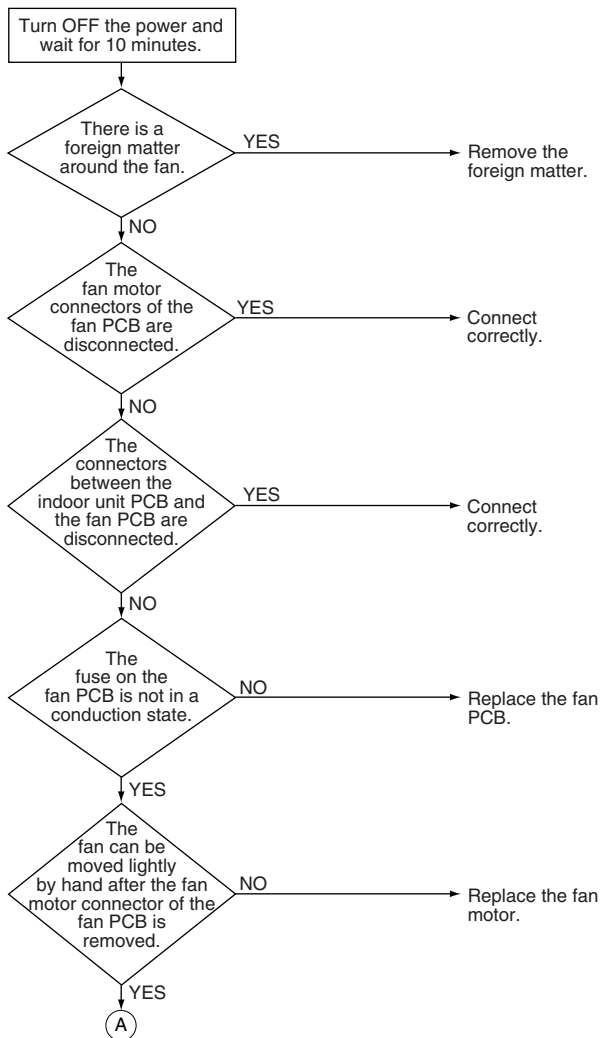 Turn OFF the power and
wait for 10 minutes.
There is a
foreign matter
around the fan.
YES
Remove the
foreign matter.
NO
The
fan motor
connectors of the
fan PCB are
disconnected.
YES
Connect
correctly.
NO
The
connectors
between the
indoor unit PCB and
the fan PCB are
disconnected.
YES
Connect
correctly.
NO
The
fuse on the
fan PCB is not in a
conduction state.
NO
Replace the fan
PCB.
YES
The
fan can be
moved lightly
by hand after the fan
motor connector of the
fan PCB is
removed.
NO
Replace the fan
motor.
YES
A